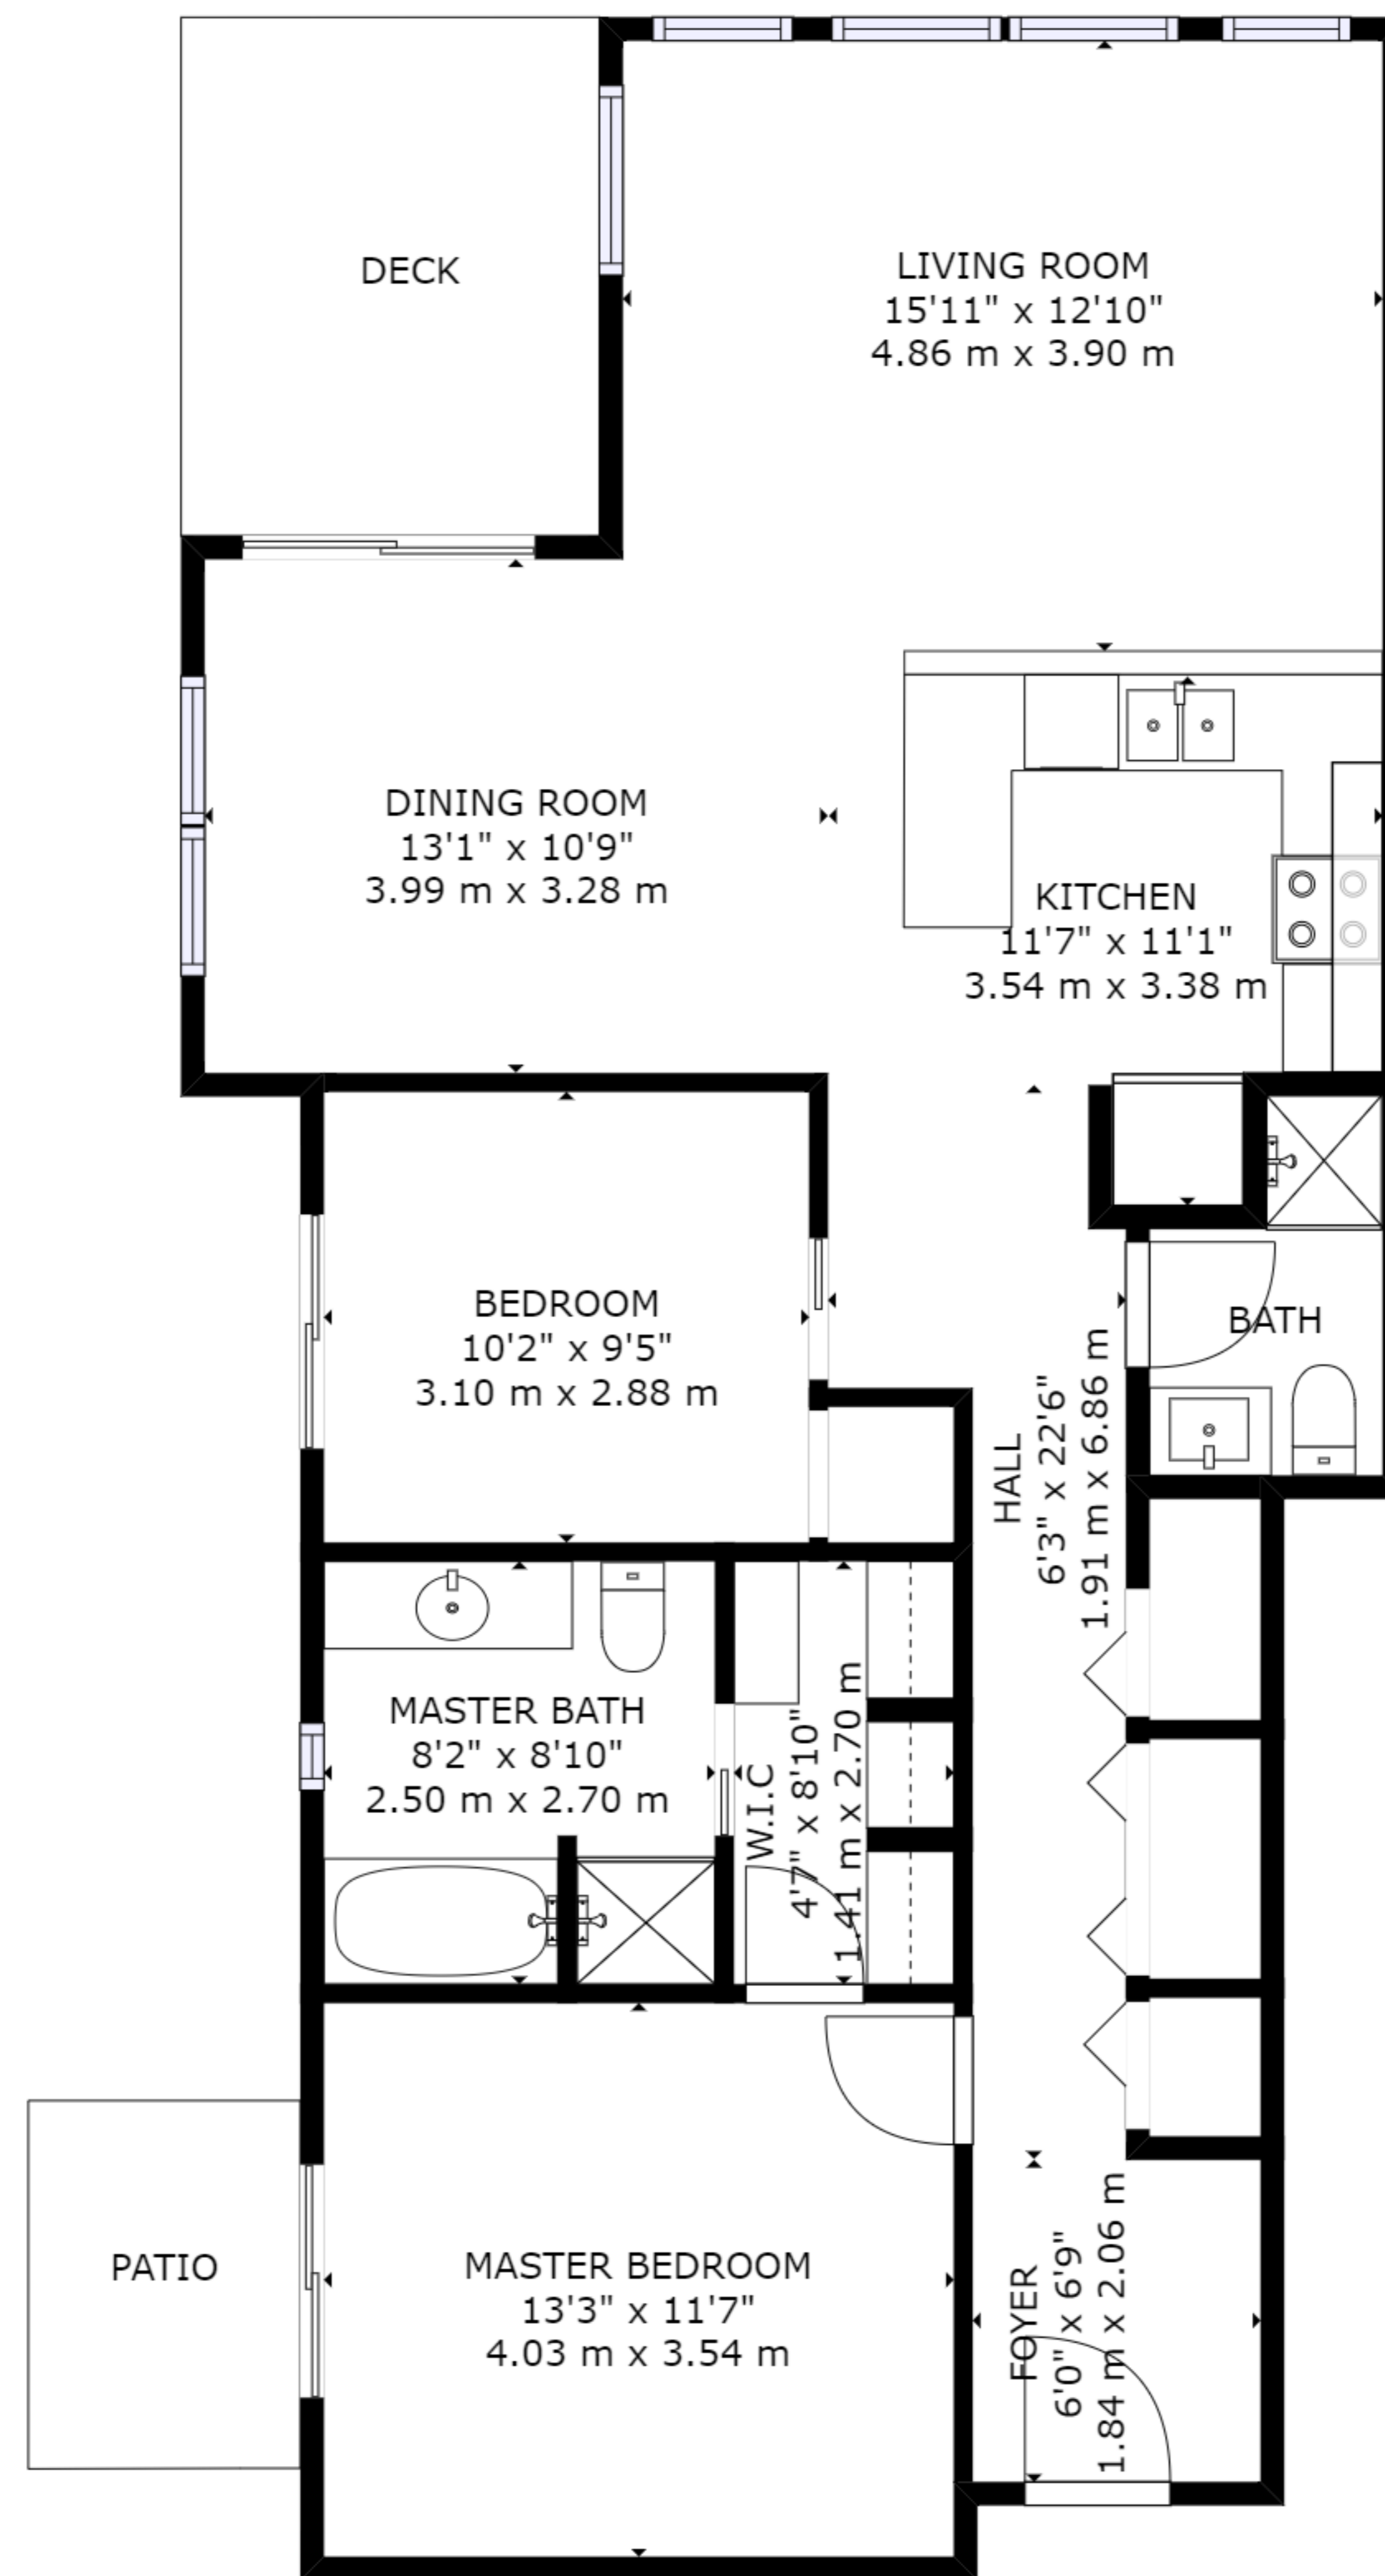 DECK
LIVING ROOM
15'11" x 12'10"
4.86 m x 3.90 m
DINING ROOM
13'1" x 10'9"
3.99 m x 3.28 m
KITCHEN
11'7" x 11'1"
3.54 m x 3.38 m
BEDROOM
10'2" x 9'5"
3.10 m x 2.88 m
BATH
HALL
6'3" x 22'6"
1.91 m x 6.86 m
MASTER BATH
8'2" x 8'10"
2.50 m x 2.70 m
W.I.C
4'7" x 8'10"
1.41 m x 2.70 m
PATIO
MASTER BEDROOM
13'3" x 11'7"
4.03 m x 3.54 m
FOYER
6'0" x 6'9"
1.84 m x 2.06 m